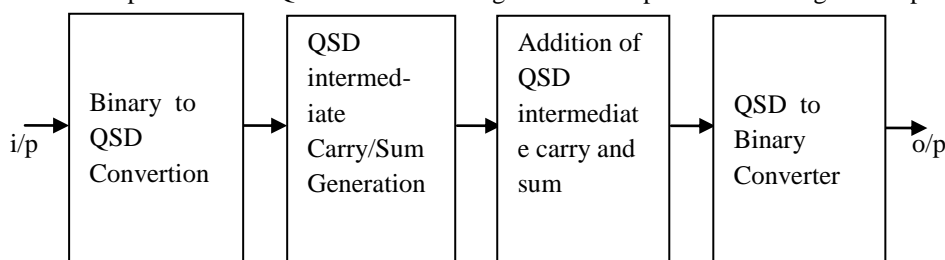 i/p
Binary to
QSD
Convertion
QSD
intermed-
iate
Carry/Sum
Generation
Addition of
QSD
intermediat
e carry and
sum
QSD to
Binary
Converter
o/p